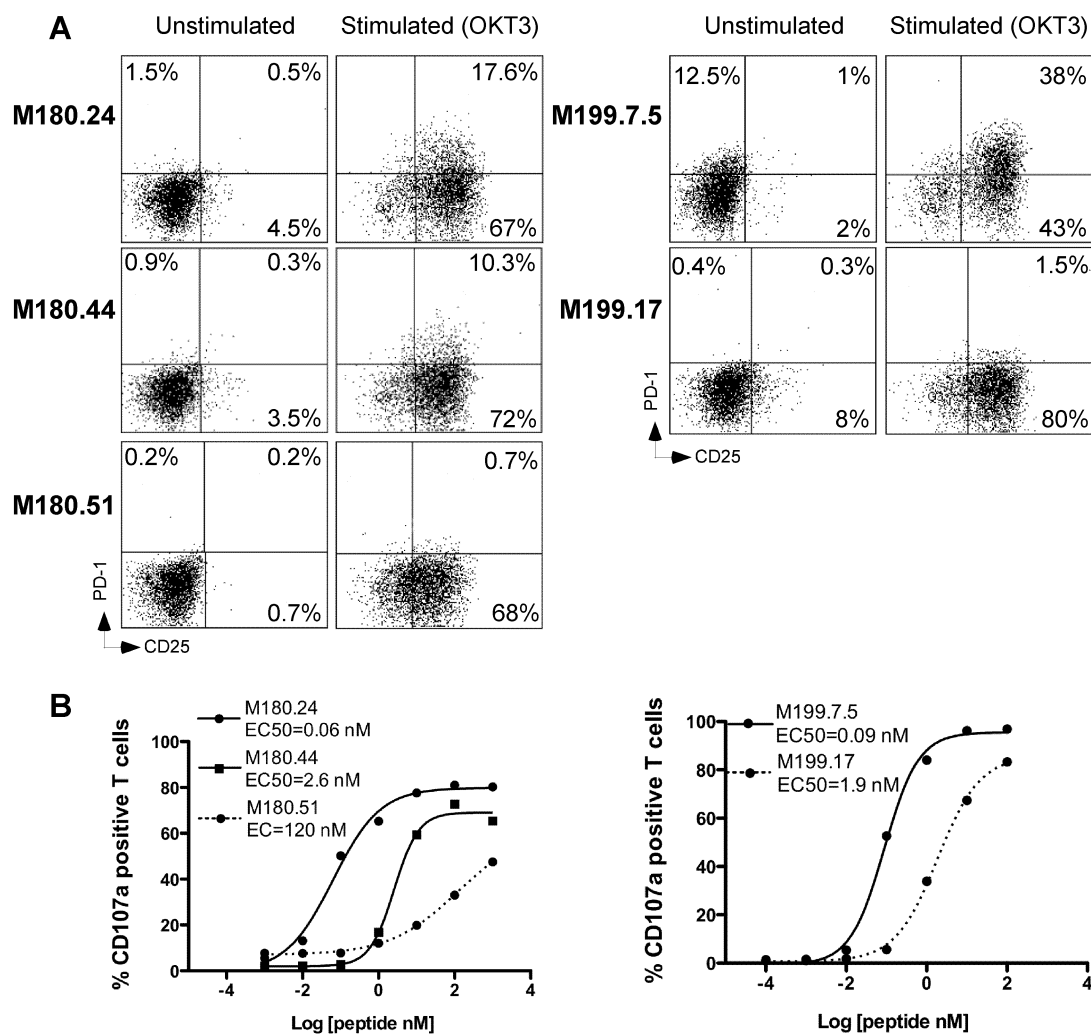 A
Unstimulated
Stimulated (OKT3)
M180.24
1.5%
0.5%
4.5%
17.6%
67%
M180.44
0.9%
0.3%
3.5%
10.3%
72%
M180.51
0.2%
0.2%
0.7%
0.7%
68%
PD-1
CD25
Unstimulated
Stimulated (OKT3)
M199.7.5
12.5%
1%
2%
38%
43%
M199.17
0.4%
0.3%
8%
1.5%
80%
PD-1
CD25
B
M180.24
EC50=0.06 nM
M180.44
EC50=2.6 nM
M180.51
EC=120 nM
% CD107a positive T cells
100
80
60
40
20
0
-4
-2
0
2
4
Log [peptide nM]
M199.7.5
EC50=0.09 nM
M199.17
EC50=1.9 nM
% CD107a positive T cells
100
80
60
40
20
0
-4
-2
0
2
4
Log [peptide nM]